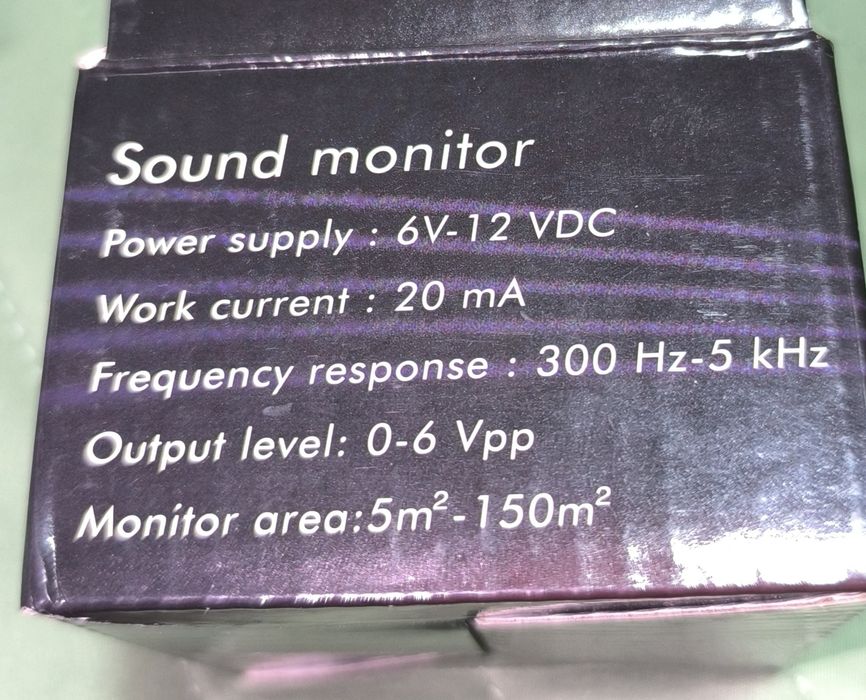 Sound monitor
Power supply : 6V-12 VDC
Work current : 20 mA
Frequency response : 300 Hz-5 kHz
Output level: 0-6 Vpp
Monitor area:5m²-150m²